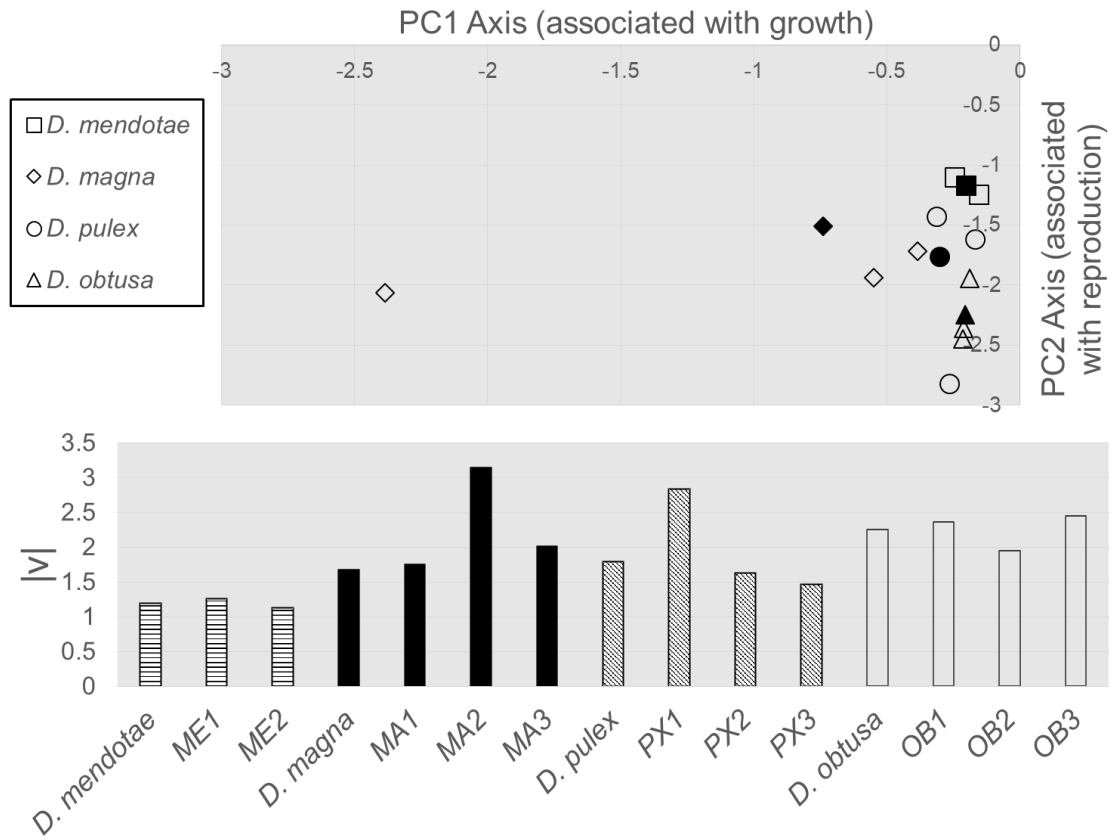 PC1 Axis (associated with growth)
-3 -2.5 -2 -1.5 -1 -0.5 0
0
-0.5
-1
-1.5
-2
-2.5
-3
PC2 Axis (associated
with reproduction)
D. mendotae
D. magna
D. pulex
D. obtusa
|v|
3.5
3
2.5
2
1.5
1
0.5
0
D. mendotae
ME1
ME2
D. magna
MA1
MA2
MA3
D. pulex
PX1
PX2
PX3
D. obtusa
OB1
OB2
OB3